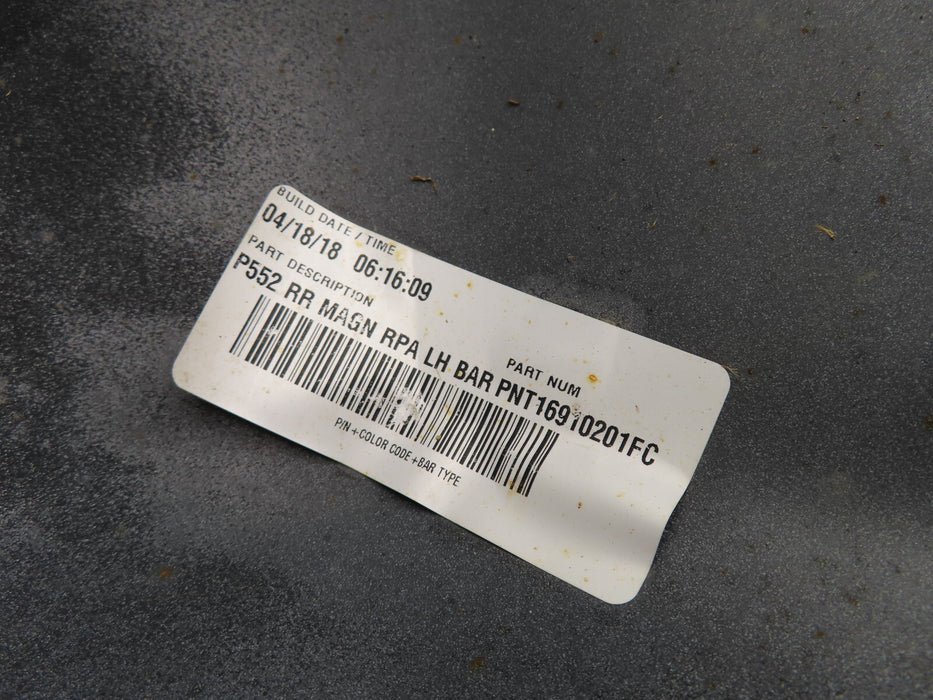 BUILD DATE / TIME
04/18/18 06:16:09
PART DESCRIPTION
P552 RR MAGN RPA LH BAR
PART NUM
PNT16910201FC
P/N+COLOR CODE+BAR TYPE